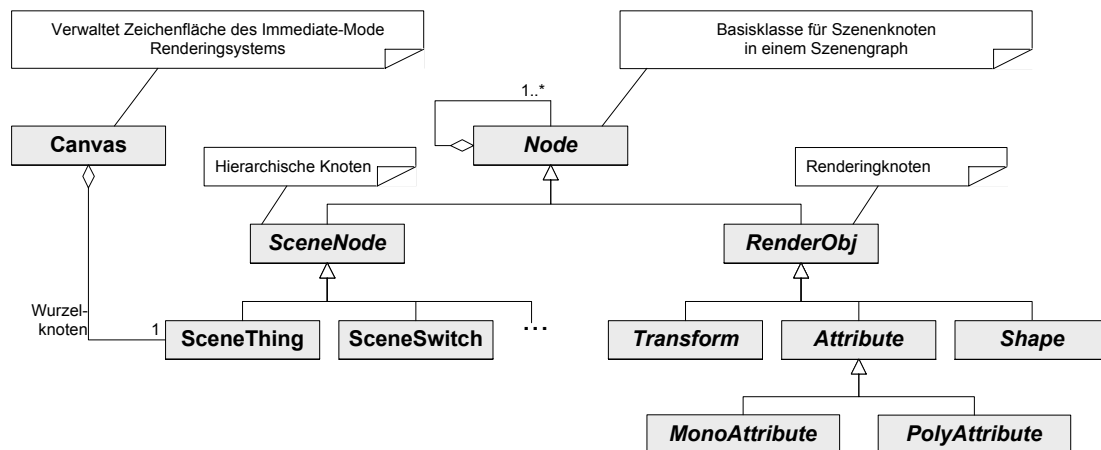 Verwaltet Zeichenfläche des Immediate-Mode
Renderingsystems
Basisklasse für Szenenknoten
in einem Szenengraph
1..*
Canvas
Node
Hierarchische Knoten
Renderingknoten
SceneNode
RenderObj
Wurzel-
knoten
1
SceneThing
SceneSwitch
...
Transform
Attribute
Shape
MonoAttribute
PolyAttribute